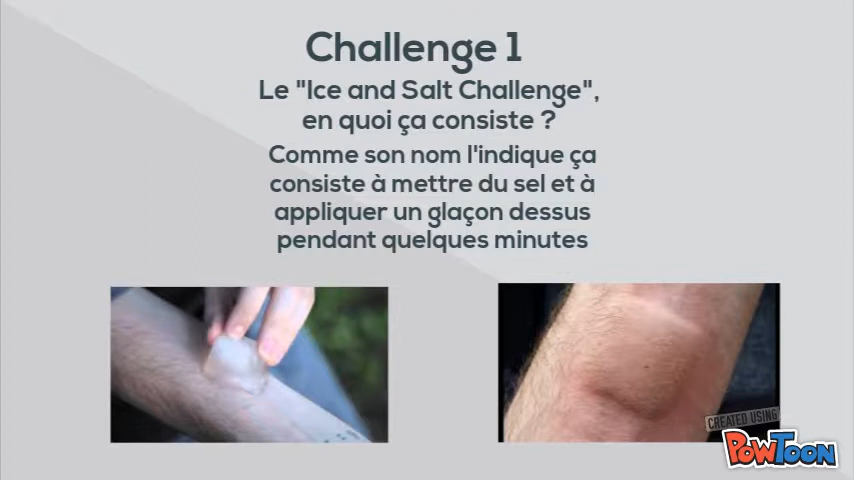 Challenge 1
Le "Ice and Salt Challenge",
en quoi ça consiste ?
Comme son nom l'indique ça
consiste à mettre du sel et à
appliquer un glaçon dessus
pendant quelques minutes
CREATED USING
POWTOON